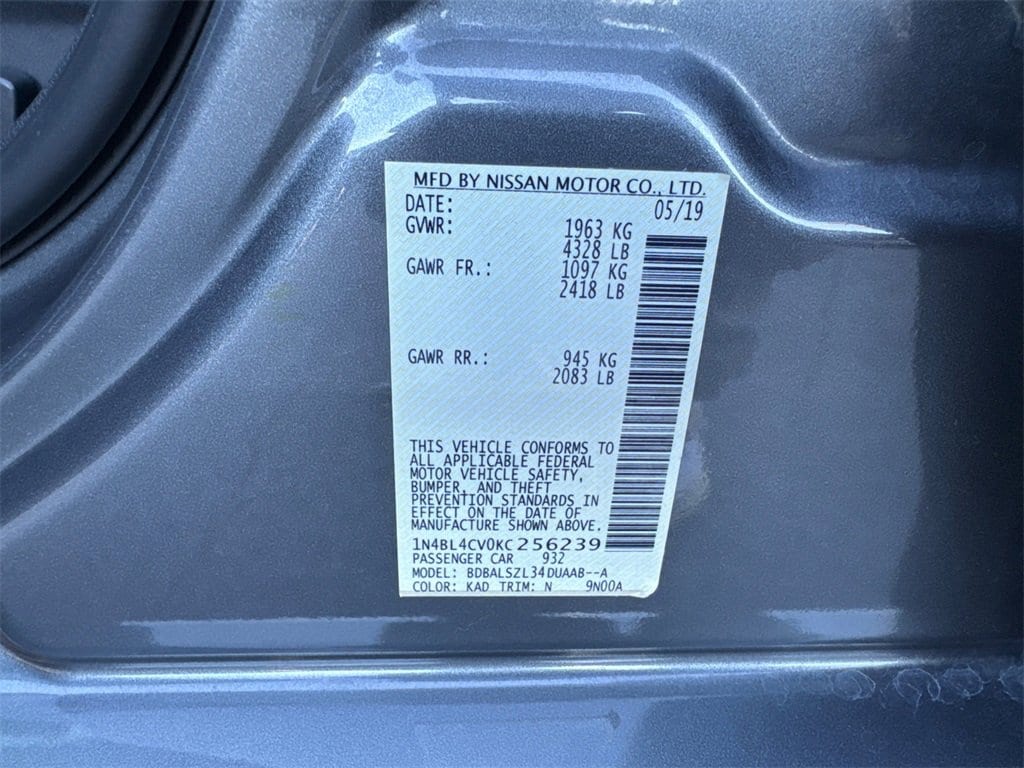 MFD BY NISSAN MOTOR CO., LTD.
DATE: 05/19
GVWR: 1963 KG
4328 LB
GAWR FR.: 1097 KG
2418 LB
GAWR RR.: 945 KG
2083 LB
THIS VEHICLE CONFORMS TO
ALL APPLICABLE FEDERAL
MOTOR VEHICLE SAFETY,
BUMPER, AND THEFT
PREVENTION STANDARDS IN
EFFECT ON THE DATE OF
MANUFACTURE SHOWN ABOVE.
1N4BL4CV0KC256239
PASSENGER CAR 932
MODEL: BDBALSZL34DUAAB--A
COLOR: KAD TRIM: N 9N00A